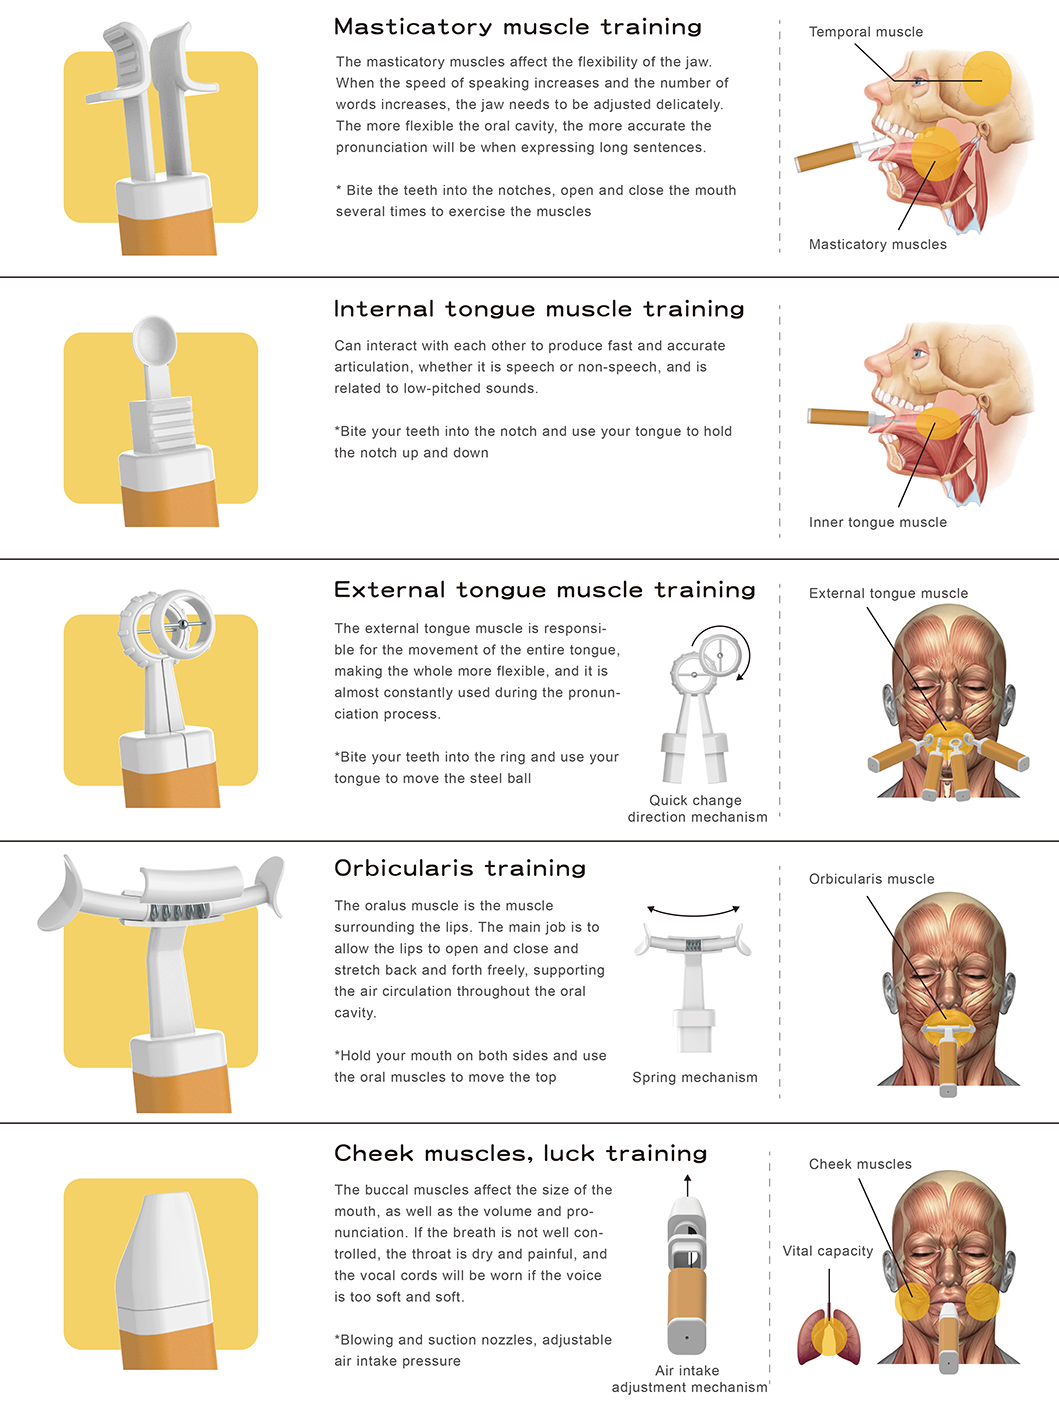 Masticatory muscle training
The masticatory muscles affect the flexibility of the jaw.
When the speed of speaking increases and the number of
words increases, the jaw needs to be adjusted delicately.
The more flexible the oral cavity, the more accurate the
pronunciation will be when expressing long sentences.
* Bite the teeth into the notches, open and close the mouth
several times to exercise the muscles
Temporal muscle
Masticatory muscles
Internal tongue muscle training
Can interact with each other to produce fast and accurate
articulation, whether it is speech or non-speech, and is
related to low-pitched sounds.
*Bite your teeth into the notch and use your tongue to hold
the notch up and down
Inner tongue muscle
External tongue muscle training
The external tongue muscle is responsi-
ble for the movement of the entire tongue,
making the whole more flexible, and it is
almost constantly used during the pronun-
ciation process.
*Bite your teeth into the ring and use your
tongue to move the steel ball
Quick change
direction mechanism
External tongue muscle
Orbicularis training
The oralus muscle is the muscle
surrounding the lips. The main job is to
allow the lips to open and close and
stretch back and forth freely, supporting
the air circulation throughout the oral
cavity.
*Hold your mouth on both sides and use
the oral muscles to move the top
Spring mechanism
Orbicularis muscle
Cheek muscles, luck training
The buccal muscles affect the size of the
mouth, as well as the volume and pro-
nunciation. If the breath is not well con-
trolled, the throat is dry and painful, and
the vocal cords will be worn if the voice
is too soft and soft.
*Blowing and suction nozzles, adjustable
air intake pressure
Air intake
adjustment mechanism
Cheek muscles
Vital capacity